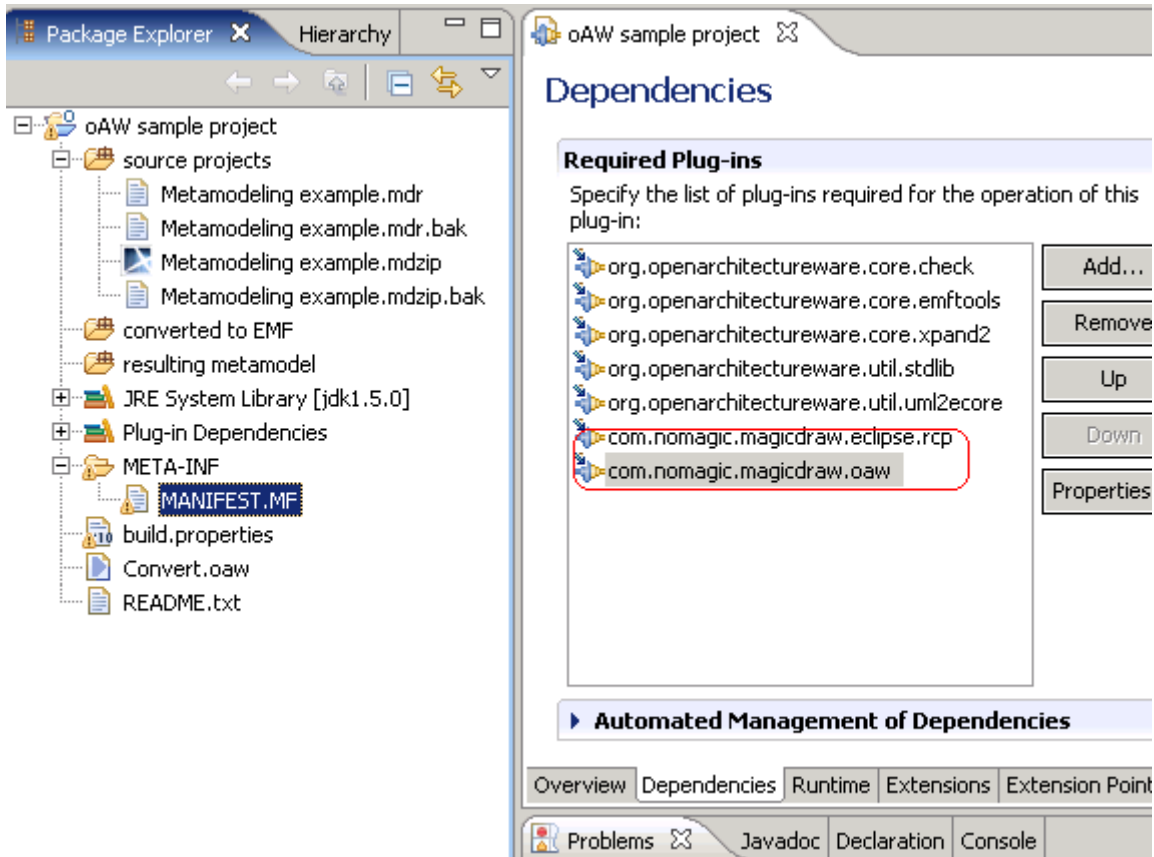 Package Explorer
Hierarchy
oAW sample project
source projects
Metamodeling example.mdr
Metamodeling example.mdr.bak
Metamodeling example.mdzip
Metamodeling example.mdzip.bak
converted to EMF
resulting metamodel
JRE System Library [jdk1.5.0]
Plug-in Dependencies
META-INF
MANIFEST.MF
build.properties
Convert.oaw
README.txt
oAW sample project
Dependencies
Required Plug-ins
Specify the list of plug-ins required for the operation of this
plug-in:
org.openarchitectureware.core.check
org.openarchitectureware.core.emftools
org.openarchitectureware.core.xpand2
org.openarchitectureware.util.stdlib
org.openarchitectureware.util.uml2ecore
com.nomagic.magicdraw.eclipse.rcp
com.nomagic.magicdraw.oaw
Add...
Remove
Up
Down
Properties
Automated Management of Dependencies
Overview Dependencies Runtime Extensions Extension Point
Problems Javadoc Declaration Console